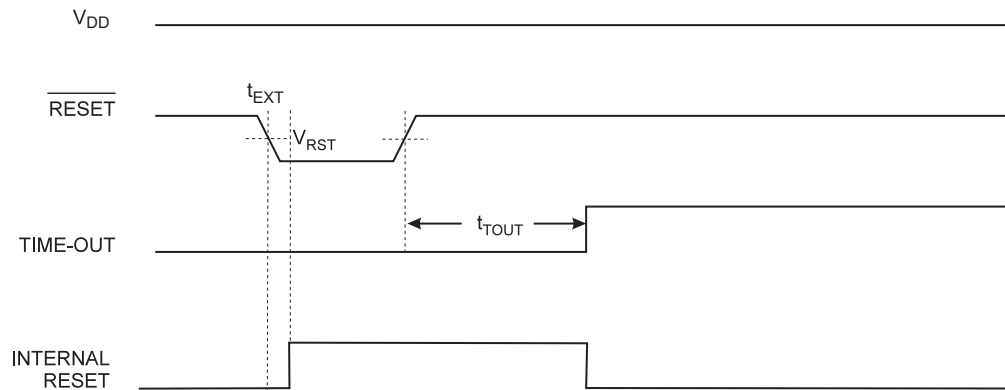 VDD
tEXT
RESET
VRST
tTOUT
TIME-OUT
INTERNAL
RESET